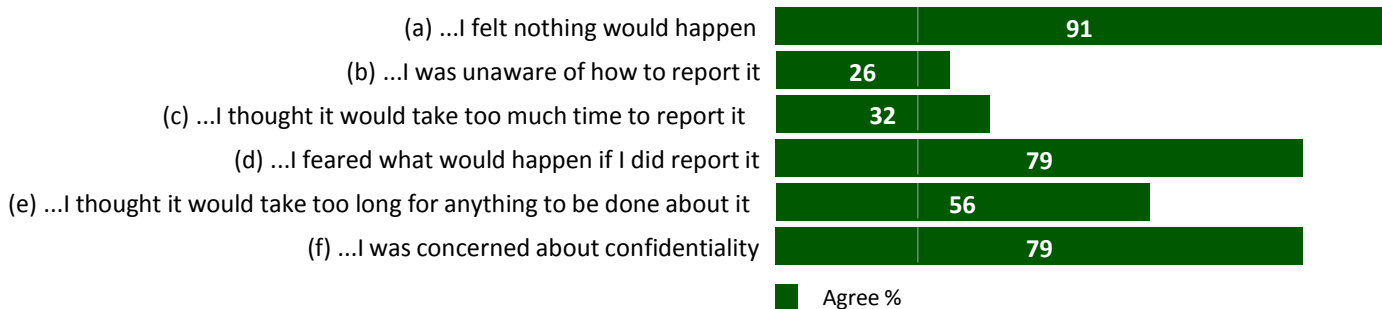 (a) ...I felt nothing would happen 91
(b) ...I was unaware of how to report it 26
(c) ...I thought it would take too much time to report it 32
(d) ...I feared what would happen if I did report it 79
(e) ...I thought it would take too long for anything to be done about it 56
(f) ...I was concerned about confidentiality 79
Agree %